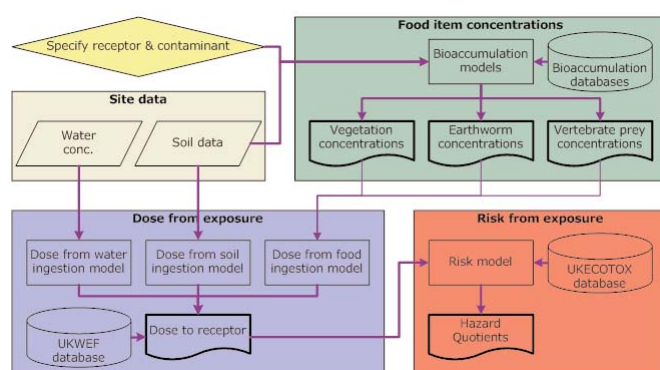 Specify receptor & contaminant
Food item concentrations
Bioaccumulation
models
Bioaccumulation
databases
Vegetation
concentrations
Earthworm
concentrations
Vertebrate prey
concentrations
Site data
Water
conc.
Soil data
Dose from exposure
Dose from water
ingestion model
Dose from soil
ingestion model
Dose from food
ingestion model
UKWEF
database
Dose to receptor
Risk from exposure
Risk model
UKECOTOX
database
Hazard
Quotients